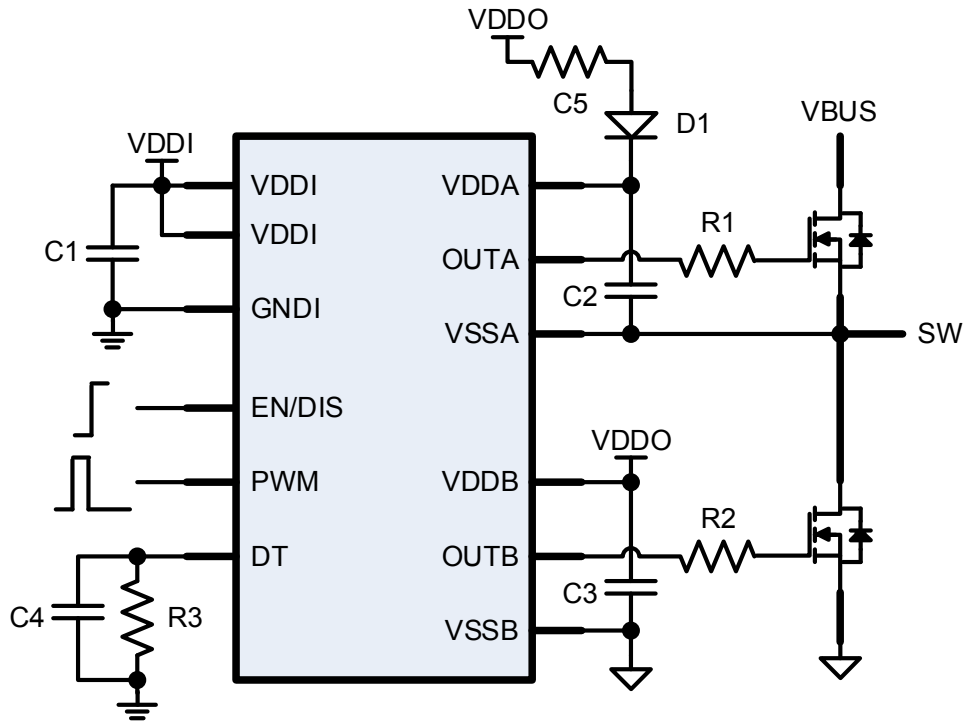 VDDO
C5
D1
VBUS
VDDI
VDDI
VDDA
VDDI
R1
C1
OUTA
C2
GNDI
VSSA
SW
EN/DIS
VDDO
PWM
VDDB
R2
DT
OUTB
C4
R3
C3
VSSB